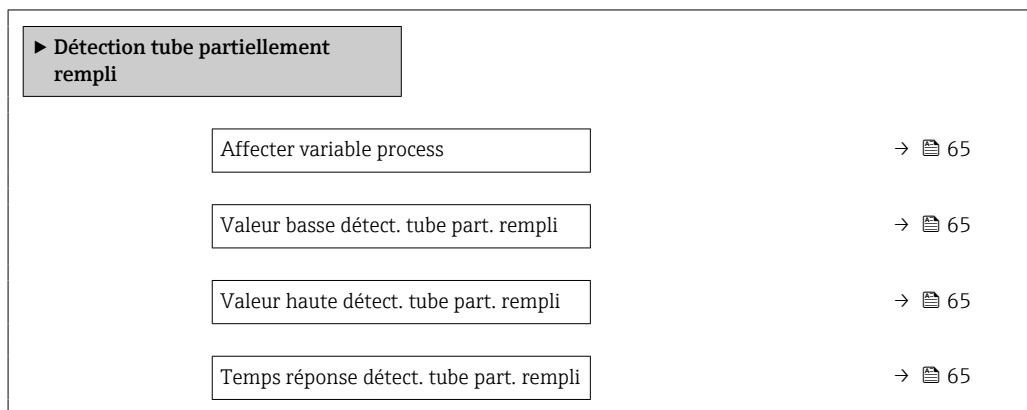 ► Détection tube partiellement
rempli
Affecter variable process → 65
Valeur basse détect. tube part. rempli → 65
Valeur haute détect. tube part. rempli → 65
Temps réponse détect. tube part. rempli → 65